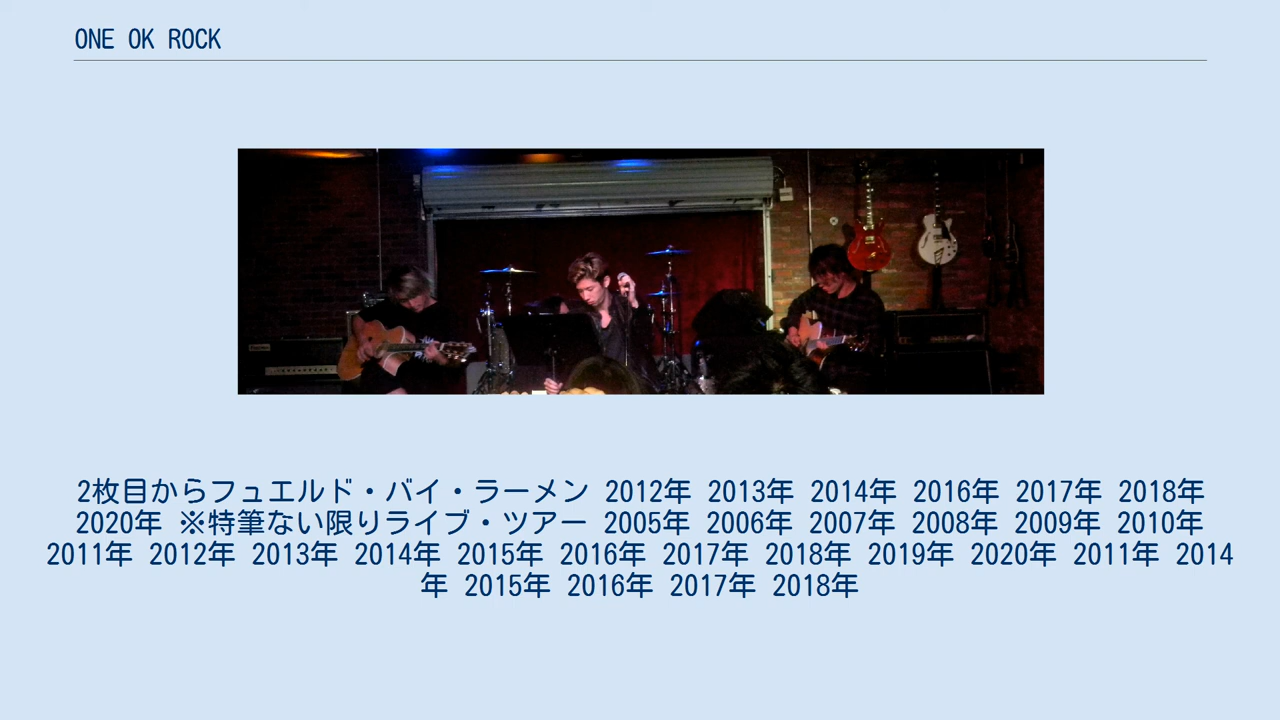 ONE OK ROCK
2枚目からフュエルド・バイ・ラーメン 2012年 2013年 2014年 2016年 2017年 2018年
2020年 ※特筆ない限りライブ・ツアー 2005年 2006年 2007年 2008年 2009年 2010年
2011年 2012年 2013年 2014年 2015年 2016年 2017年 2018年 2019年 2020年 2011年 2014
年 2015年 2016年 2017年 2018年